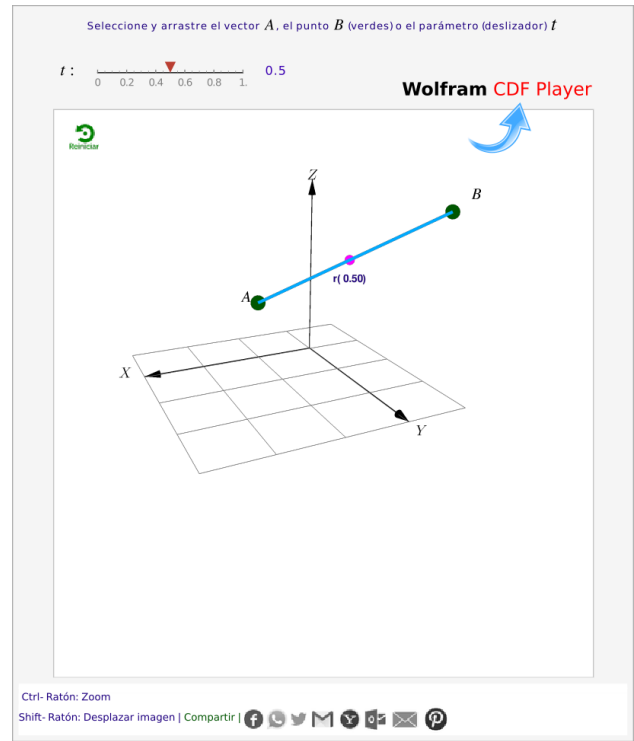 Seleccione y arrastre el vector A, el punto B (verdes) o el parámetro (deslizador) t
t: 0.5
0 0.2 0.4 0.6 0.8 1.
Wolfram CDF Player
Reiniciar
Z
B
r( 0.50)
A
X
Y
Ctrl- Ratón: Zoom
Shift- Ratón: Desplazar imagen | Compartir |